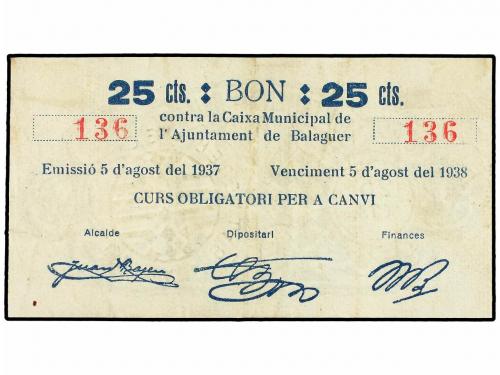 25 cts. : BON : 25 cts.
contra la Caixa Municipal de
136 l'Ajuntament de Balaguer 136
Emissió 5 d'agost del 1937 Venciment 5 d'agost del 1938
CURS OBLIGATORI PER A CANVI
Alcalde Dipositari Finances